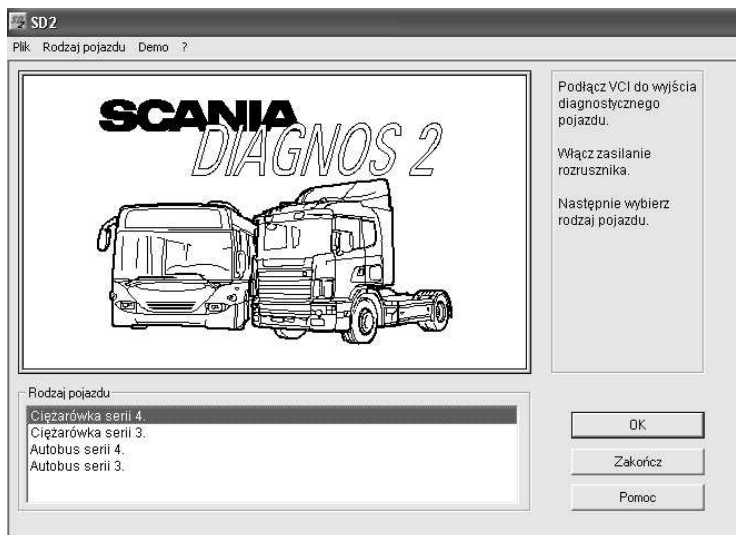 SD2
Plik Rodzaj pojazdu Demo ?
SCANIA
DIAGNOS 2
Podłącz VCI do wyjścia
diagnostycznego
pojazdu.
Włącz zasilanie
rozrusznika.
Następnie wybierz
rodzaj pojazdu.
Rodzaj pojazdu
Ciężarówka serii 4.
Ciężarówka serii 3.
Autobus serii 4.
Autobus serii 3.
OK
Zakończ
Pomoc